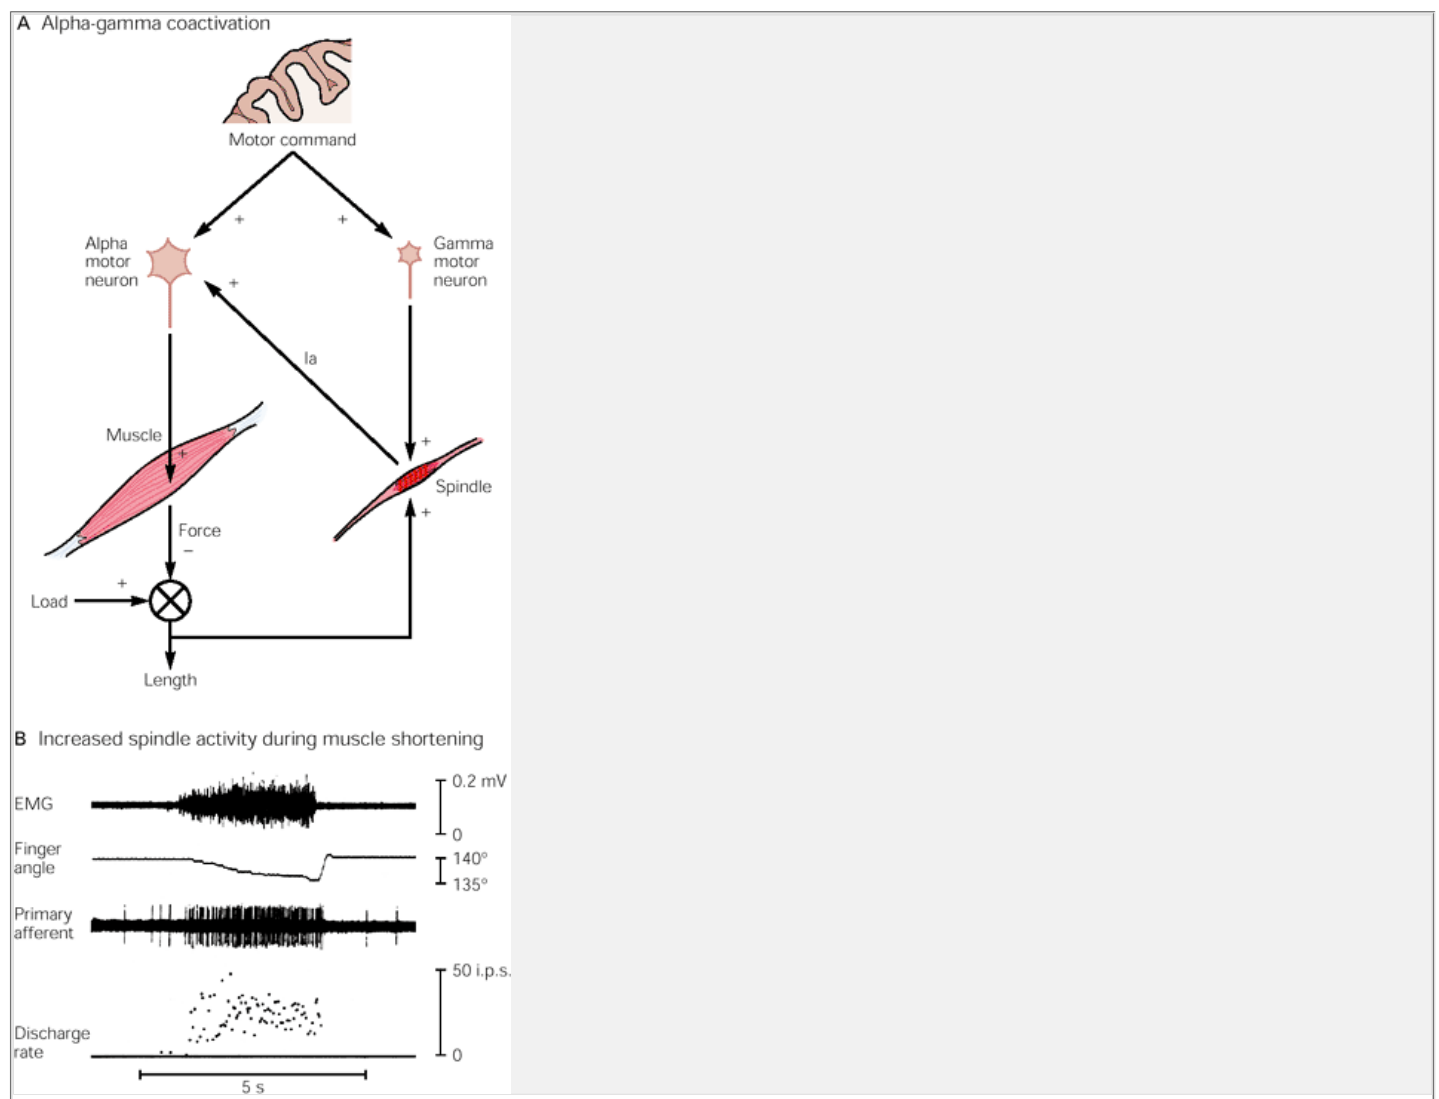 A Alpha-gamma coactivation
Motor command
+ +
Alpha
motor
neuron
Gamma
motor
neuron
+
Ia
Muscle
+
+
Spindle
+
Force
−
+
Load
Length
B Increased spindle activity during muscle shortening
EMG
0.2 mV
0
Finger
angle
140°
135°
Primary
afferent
50 i.p.s.
Discharge
rate
0
5 s